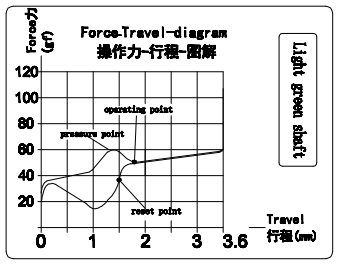 Force-Travel-diagram
操作力-行程-图解
Force力
(gf)
Light green shaft
120
100
80
60
40
20
operating point
pressure point
reset point
0
1
2
3
3.6
Travel
行程(mm)